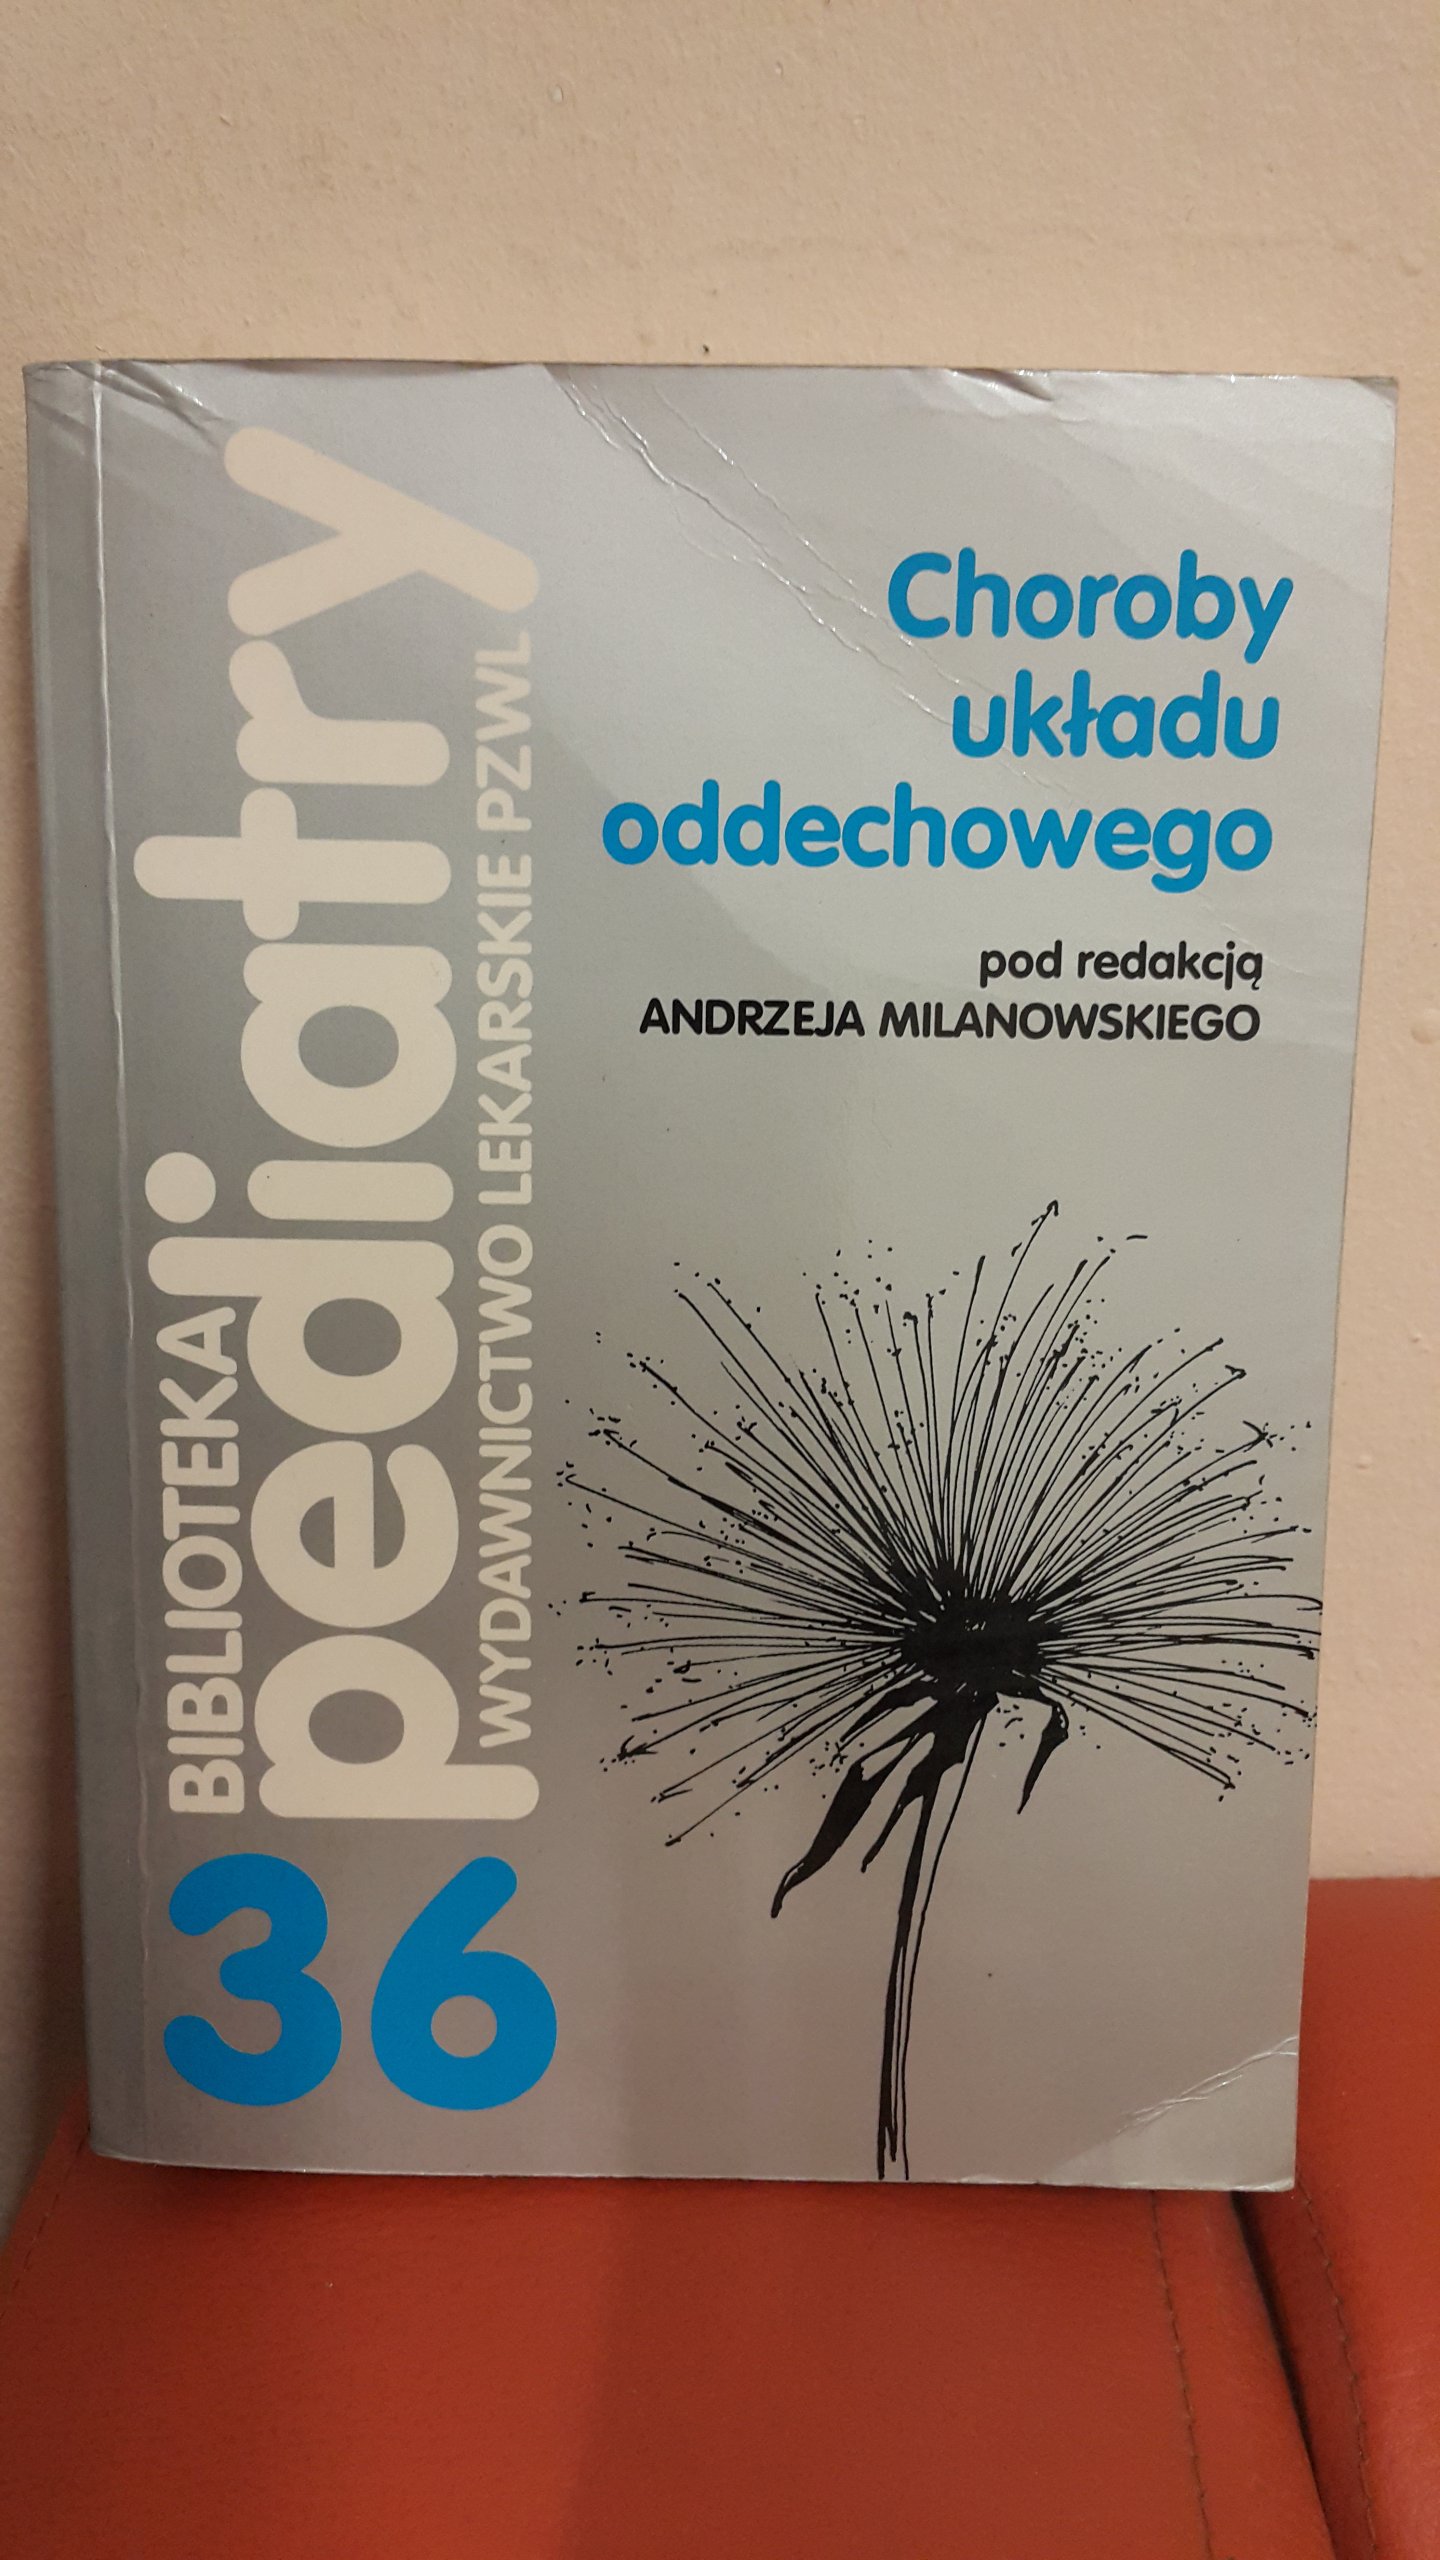 BIBLIOTEKA
pediatry
WYDAWNICTWO LEKARSKIE PZWL
36
Choroby
układu
oddechowego
pod redakcją
ANDRZEJA MILANOWSKIEGO